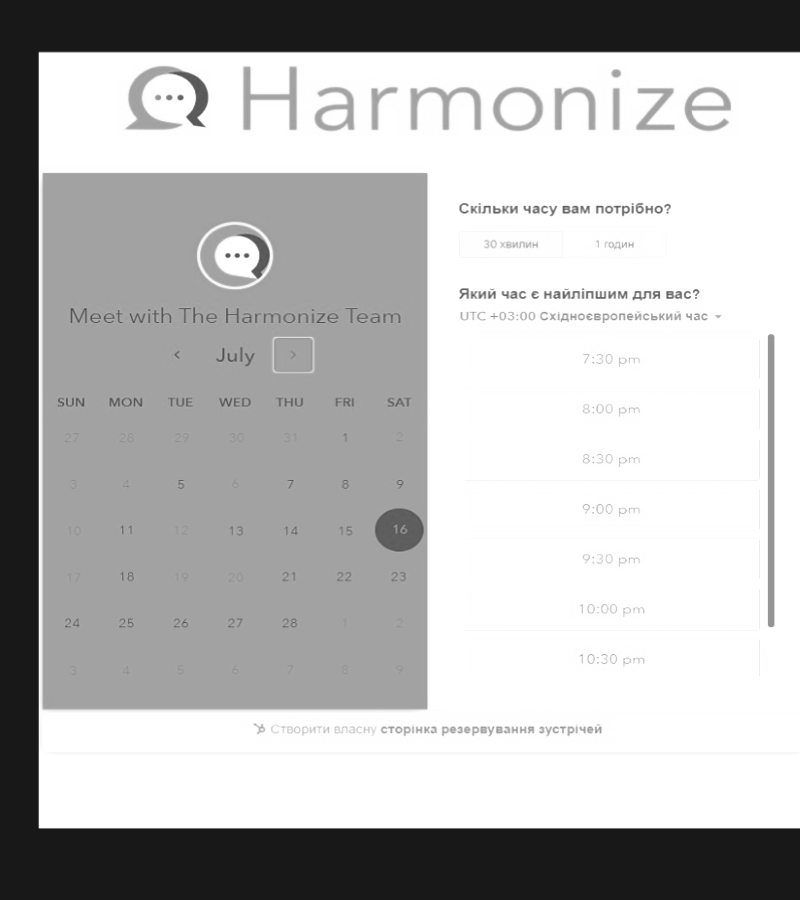 Harmonize
Meet with The Harmonize Team
July
SUN MON TUE WED THU FRI SAT
27 28 29 30 31 1 2
3 4 5 6 7 8 9
10 11 12 13 14 15 16
17 18 19 20 21 22 23
24 25 26 27 28 1 2
3 4 5 6 7 8 9
Скільки часу вам потрібно?
30 хвилин 1 годин
Який час є найліпшим для вас?
UTC +03:00 Східноєвропейський час
7:30 pm
8:00 pm
8:30 pm
9:00 pm
9:30 pm
10:00 pm
10:30 pm
Створити власну сторінка резервування зустрічей